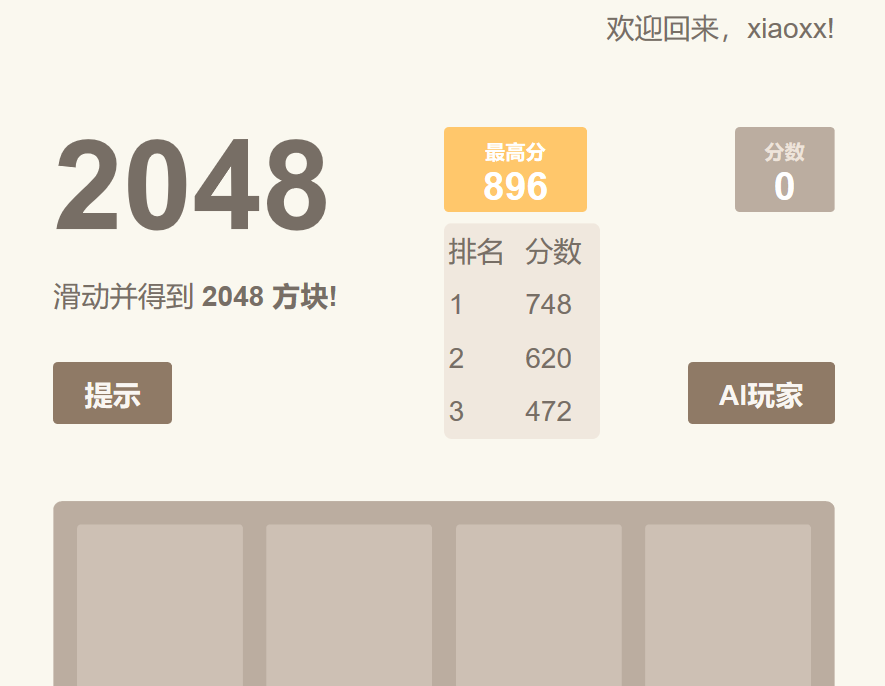 欢迎回来，xiaoxx!
2048
最高分
896
分数
0
排名 分数
1 748
2 620
3 472
滑动并得到 2048 方块!
提示
AI玩家